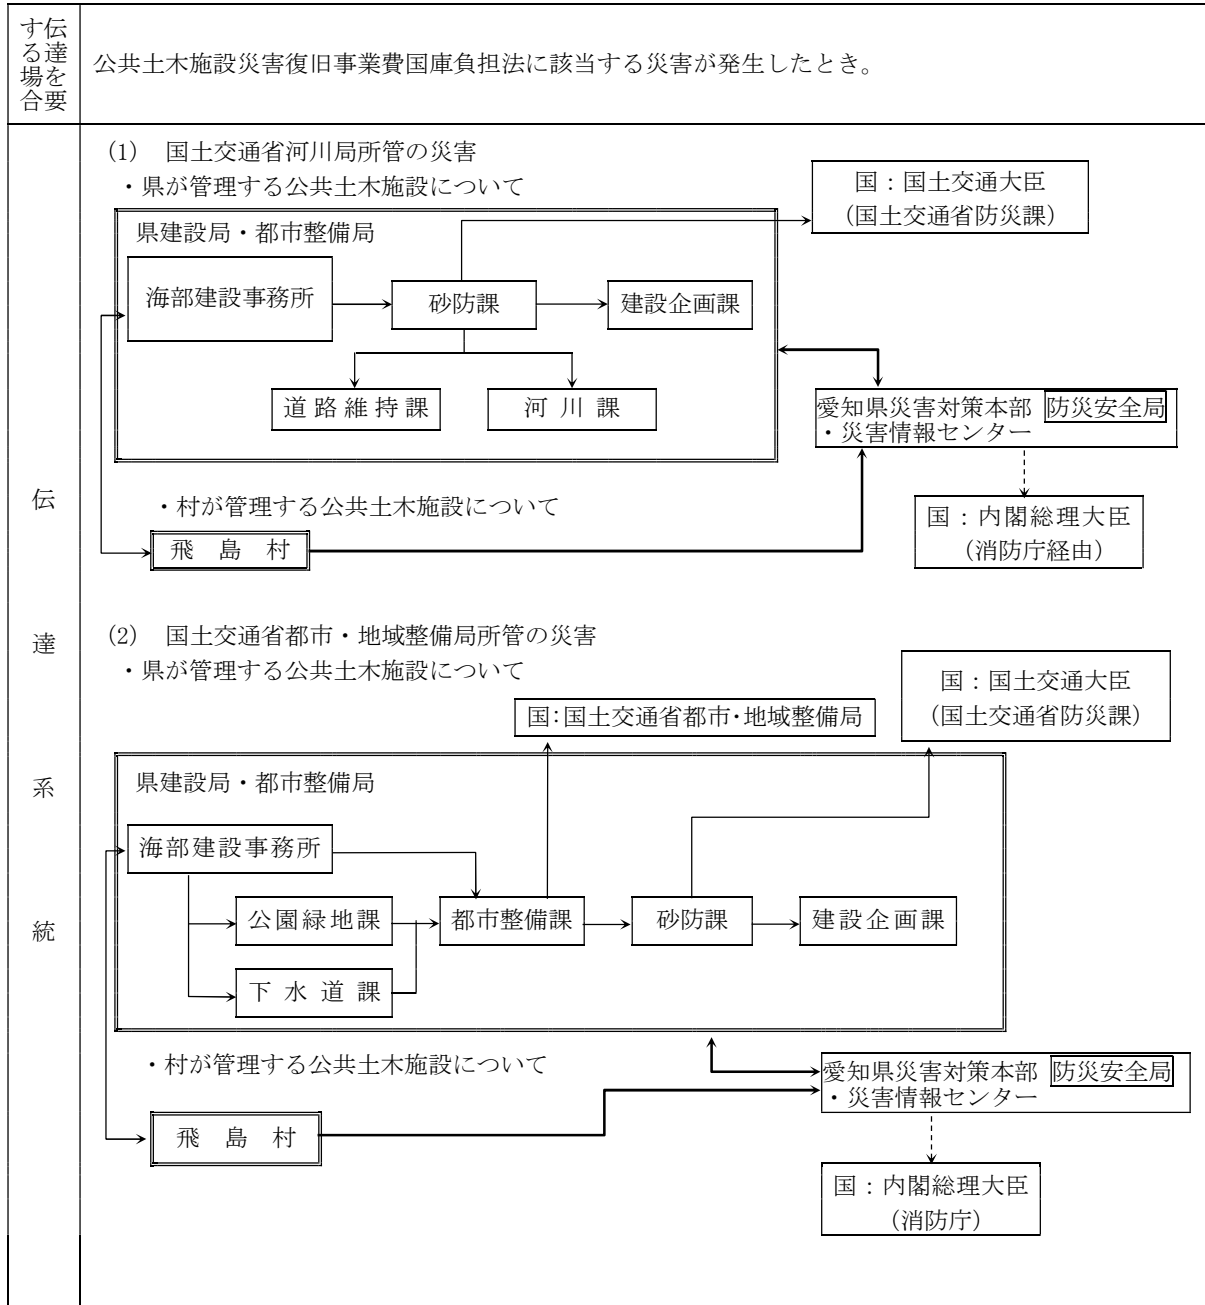 伝達を要
する場合
公共土木施設災害復旧事業費国庫負担法に該当する災害が発生したとき。
伝達系統
(1) 国土交通省河川局所管の災害
・県が管理する公共土木施設について
国：国土交通大臣
（国土交通省防災課）
県建設局・都市整備局
海部建設事務所
砂防課
建設企画課
道路維持課
河川課
愛知県災害対策本部 防災安全局
・災害情報センター
・村が管理する公共土木施設について
飛島村
国：内閣総理大臣
（消防庁経由）
(2) 国土交通省都市・地域整備局所管の災害
・県が管理する公共土木施設について
国：国土交通大臣
（国土交通省防災課）
国：国土交通省都市・地域整備局
県建設局・都市整備局
海部建設事務所
公園緑地課
都市整備課
砂防課
建設企画課
下水道課
・村が管理する公共土木施設について
愛知県災害対策本部 防災安全局
・災害情報センター
飛島村
国：内閣総理大臣
（消防庁）